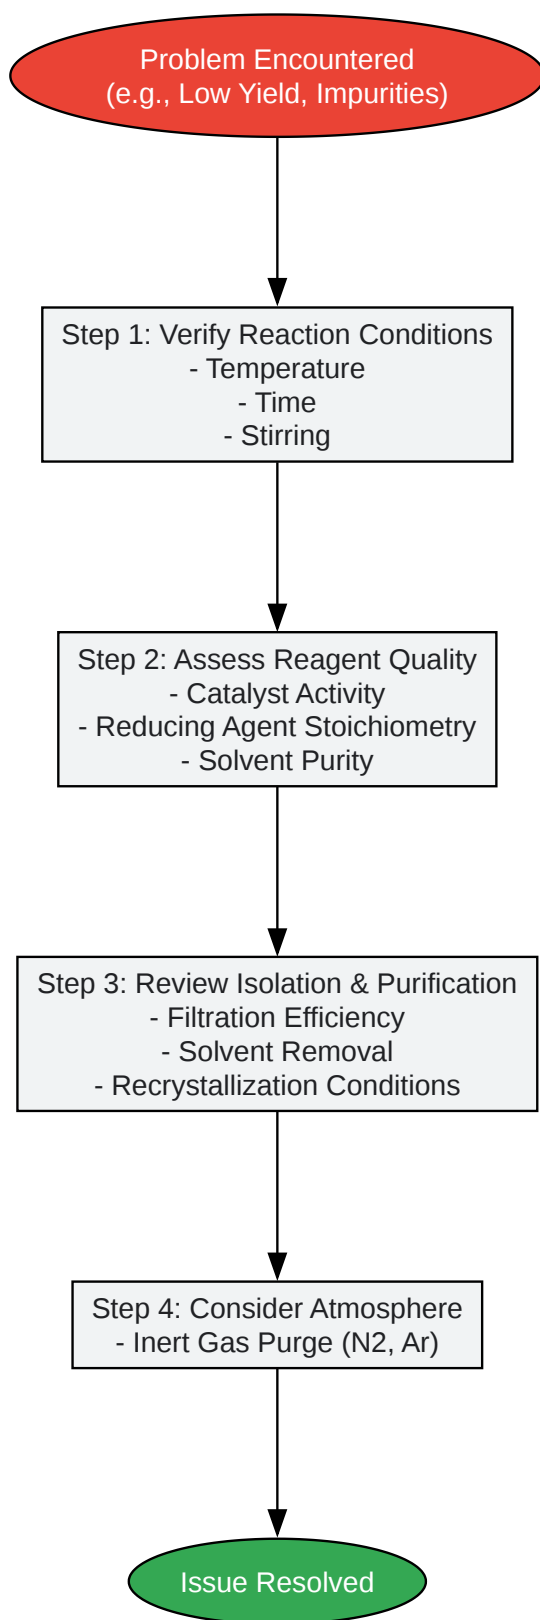 Problem Encountered
(e.g., Low Yield, Impurities)
Step 1: Verify Reaction Conditions
- Temperature
- Time
- Stirring
Step 2: Assess Reagent Quality
- Catalyst Activity
- Reducing Agent Stoichiometry
- Solvent Purity
Step 3: Review Isolation & Purification
- Filtration Efficiency
- Solvent Removal
- Recrystallization Conditions
Step 4: Consider Atmosphere
- Inert Gas Purge (N2, Ar)
Issue Resolved